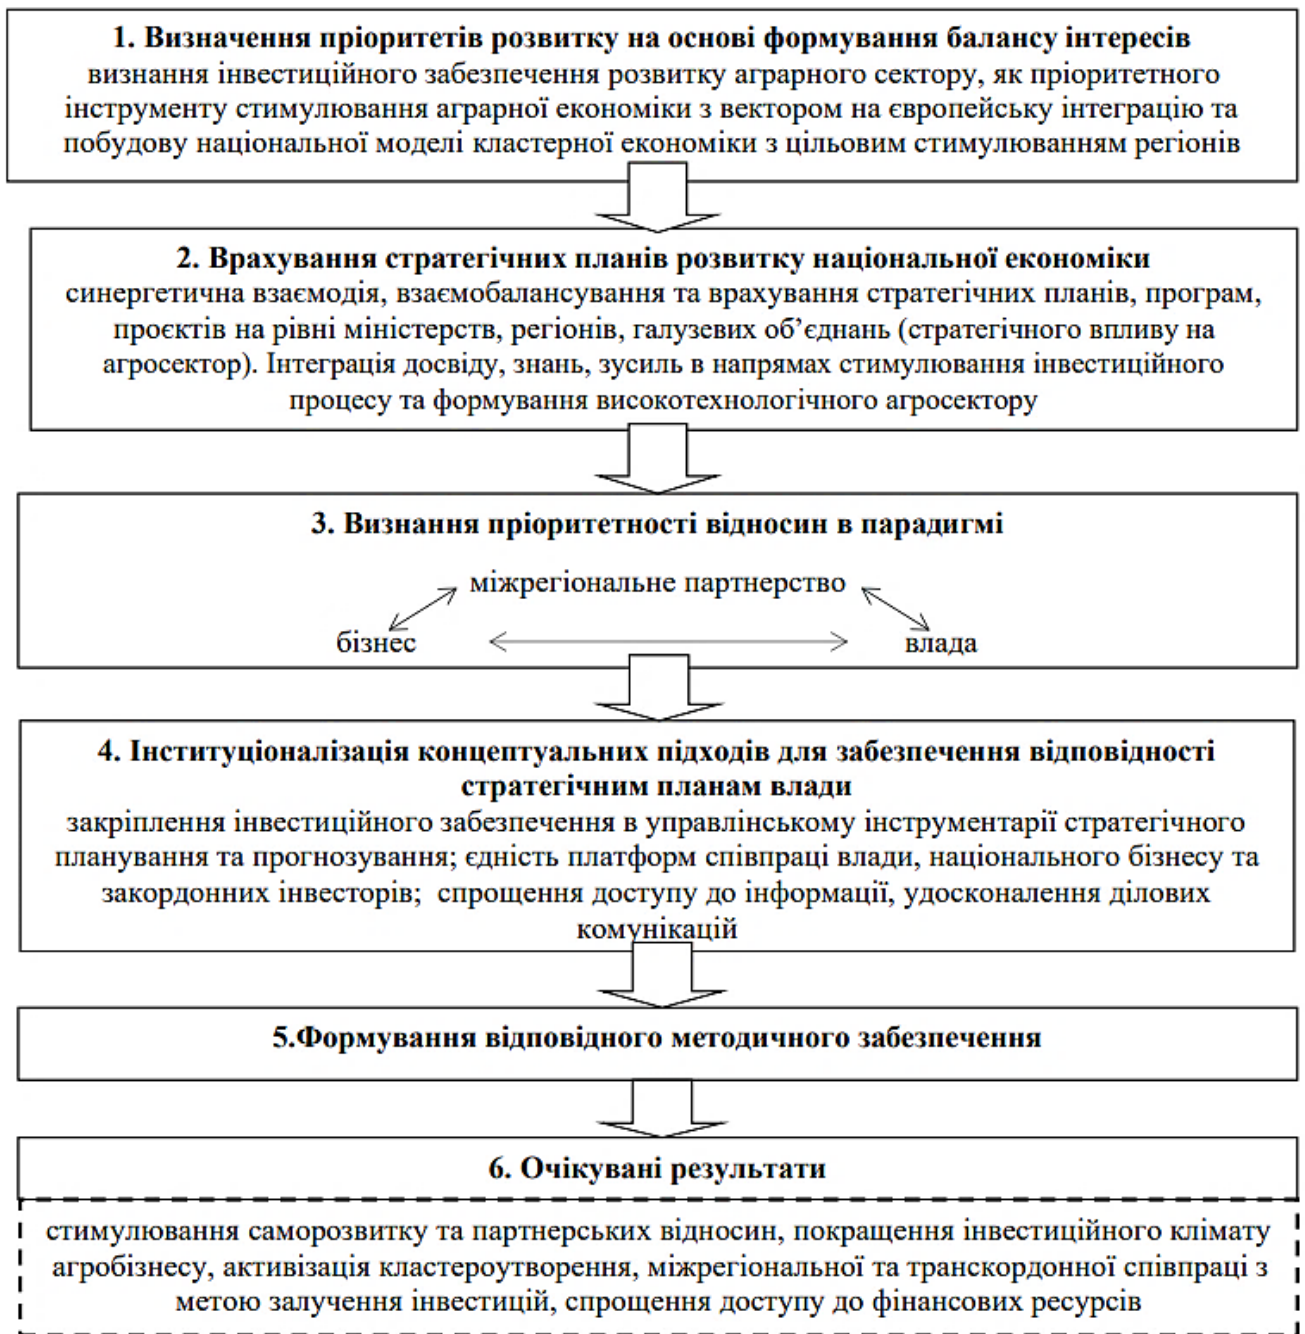 1. Визначення пріоритетів розвитку на основі формування балансу інтересів
визнання інвестиційного забезпечення розвитку аграрного сектору, як пріоритетного
інструменту стимулювання аграрної економіки з вектором на європейську інтеграцію та
побудову національної моделі кластерної економіки з цільовим стимулюванням регіонів
2. Врахування стратегічних планів розвитку національної економіки
синергетична взаємодія, взаємобалансування та врахування стратегічних планів, програм,
проєктів на рівні міністерств, регіонів, галузевих об’єднань (стратегічного впливу на
агросектор). Інтеграція досвіду, знань, зусиль в напрямах стимулювання інвестиційного
процесу та формування високотехнологічного агросектору
3. Визнання пріоритетності відносин в парадигмі
міжрегіональне партнерство
бізнес влада
4. Інституціоналізація концептуальних підходів для забезпечення відповідності
стратегічним планам влади
закріплення інвестиційного забезпечення в управлінському інструментарії стратегічного
планування та прогнозування; єдність платформ співпраці влади, національного бізнесу та
закордонних інвесторів; спрощення доступу до інформації, удосконалення ділових
комунікацій
5.Формування відповідного методичного забезпечення
6. Очікувані результати
стимулювання саморозвитку та партнерських відносин, покращення інвестиційного клімату
агробізнесу, активізація кластероутворення, міжрегіональної та транскордонної співпраці з
метою залучення інвестицій, спрощення доступу до фінансових ресурсів